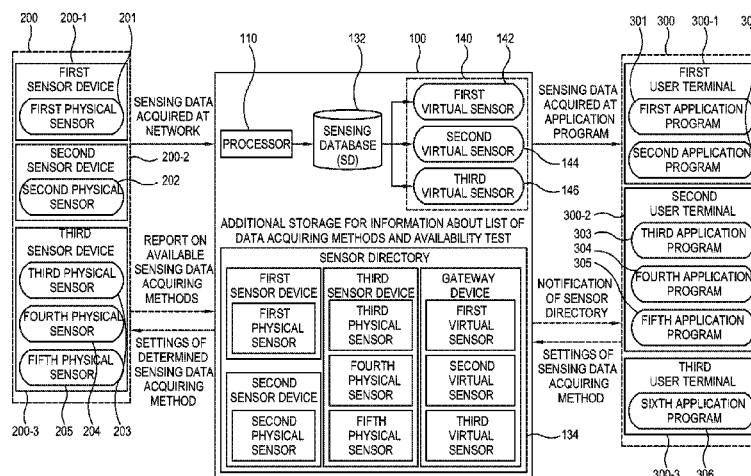 200
200-1
201
FIRST
SENSOR DEVICE
FIRST PHYSICAL
SENSOR
SECOND
SENSOR DEVICE
200-2
SECOND PHYSICAL
SENSOR
202
THIRD
SENSOR DEVICE
THIRD PHYSICAL
SENSOR
FOURTH PHYSICAL
SENSOR
FIFTH PHYSICAL
SENSOR
200-3
205
204
203
SENSING DATA
ACQUIRED AT
NETWORK
REPORT ON
AVAILABLE
SENSING DATA
ACQUIRING
METHODS
SETTINGS OF
DETERMINED
SENSING DATA
ACQUIRING
METHOD
110
132
100
140
142
PROCESSOR
SENSING
DATABASE
(SD)
FIRST
VIRTUAL SENSOR
SECOND
VIRTUAL SENSOR
144
THIRD
VIRTUAL SENSOR
146
ADDITIONAL STORAGE FOR INFORMATION ABOUT LIST OF
DATA ACQUIRING METHODS AND AVAILABILITY TEST
SENSOR DIRECTORY
FIRST
SENSOR DEVICE
FIRST
PHYSICAL
SENSOR
SECOND
SENSOR DEVICE
SECOND
PHYSICAL
SENSOR
THIRD
SENSOR DEVICE
THIRD
PHYSICAL
SENSOR
FOURTH
PHYSICAL
SENSOR
FIFTH
PHYSICAL
SENSOR
GATEWAY
DEVICE
FIRST
VIRTUAL
SENSOR
SECOND
VIRTUAL
SENSOR
THIRD
VIRTUAL
SENSOR
134
SENSING DATA
ACQUIRED AT
APPLICATION
PROGRAM
NOTIFICATION
OF SENSOR
DIRECTORY
SETTINGS OF
SENSING DATA
ACQUIRING
METHOD
301
300
300-1
FIRST
USER TERMINAL
FIRST APPLICATION
PROGRAM
SECOND APPLICATION
PROGRAM
300-2
SECOND
USER TERMINAL
303
THIRD APPLICATION
PROGRAM
304
FOURTH APPLICATION
PROGRAM
305
FIFTH APPLICATION
PROGRAM
THIRD
USER TERMINAL
SIXTH APPLICATION
PROGRAM
300-3
306